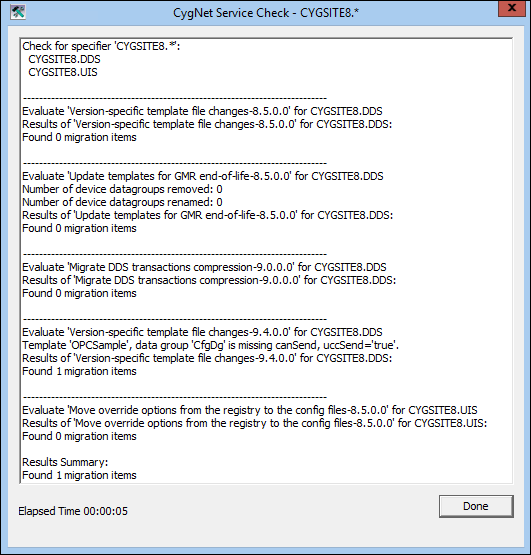 CygNet Service Check - CYGSITE8.*
x
Check for specifier 'CYGSITE8.*':
CYGSITE8.DDS
CYGSITE8.UIS
----------------------------------------------------------------------------
Evaluate 'Version-specific template file changes-8.5.0.0' for CYGSITE8.DDS
Results of 'Version-specific template file changes-8.5.0.0' for CYGSITE8.DDS:
Found 0 migration items
----------------------------------------------------------------------------
Evaluate 'Update templates for GMR end-of-life-8.5.0.0' for CYGSITE8.DDS
Number of device datagroups removed: 0
Number of device datagroups renamed: 0
Results of 'Update templates for GMR end-of-life-8.5.0.0' for CYGSITE8.DDS:
Found 0 migration items
----------------------------------------------------------------------------
Evaluate 'Migrate DDS transactions compression-9.0.0.0' for CYGSITE8.DDS
Results of 'Migrate DDS transactions compression-9.0.0.0' for CYGSITE8.DDS:
Found 0 migration items
----------------------------------------------------------------------------
Evaluate 'Version-specific template file changes-9.4.0.0' for CYGSITE8.DDS
Template 'OPCSample', data group 'CfgDg' is missing canSend, uccSend='true'.
Results of 'Version-specific template file changes-9.4.0.0' for CYGSITE8.DDS:
Found 1 migration items
----------------------------------------------------------------------------
Evaluate 'Move override options from the registry to the config files-8.5.0.0' for CYGSITE8.UIS
Results of 'Move override options from the registry to the config files-8.5.0.0' for CYGSITE8.UIS:
Found 0 migration items
Results Summary:
Found 1 migration items
Elapsed Time 00:00:05
Done